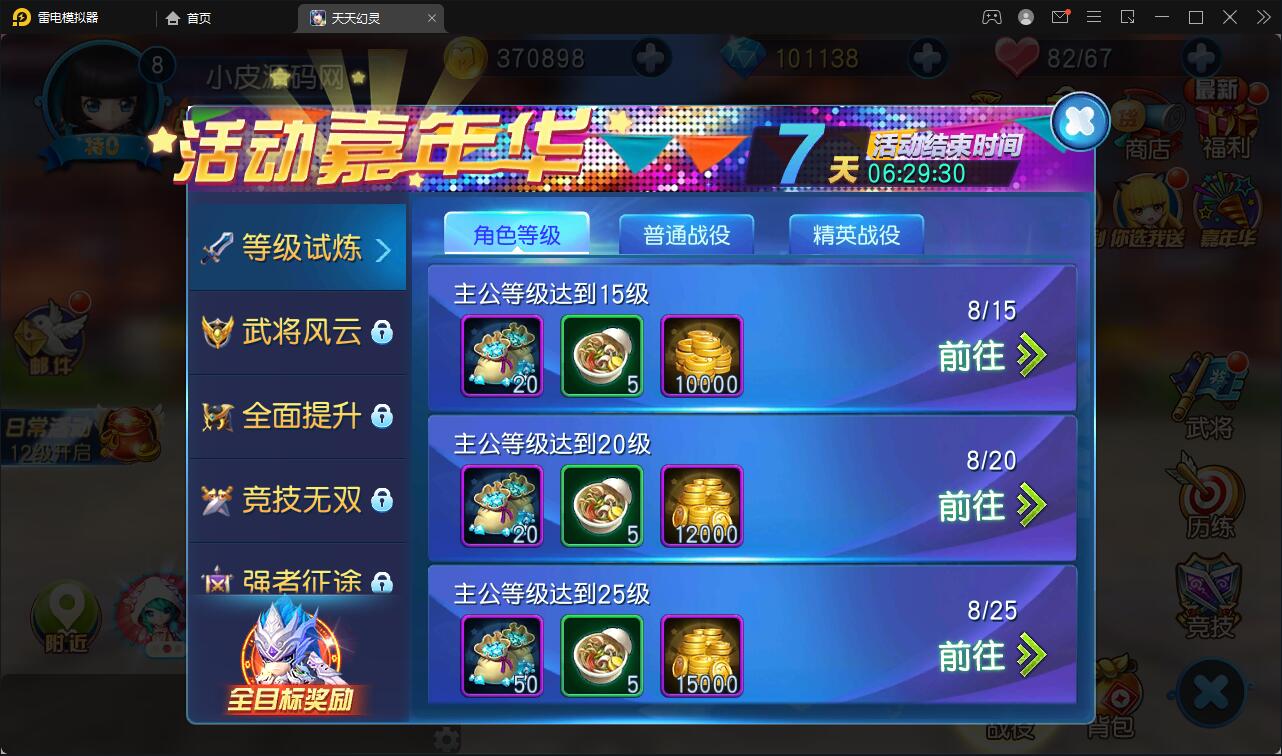 雷电模拟器
首页
天天幻灵
8
小皮源码网
370898
101138
82/67
将0
最新
商店
福利
活动嘉年华
7天
活动结束时间
06:29:30
你选我送
嘉年华
等级试炼
武将风云
全面提升
竞技无双
强者征途
全目标奖励
角色等级
普通战役
精英战役
主公等级达到15级
20
5
10000
8/15
前往
主公等级达到20级
20
5
12000
8/20
前往
主公等级达到25级
50
5
15000
8/25
前往
邮件
日常活动
12级开启
附近
武将
历练
竞技
战役
背包